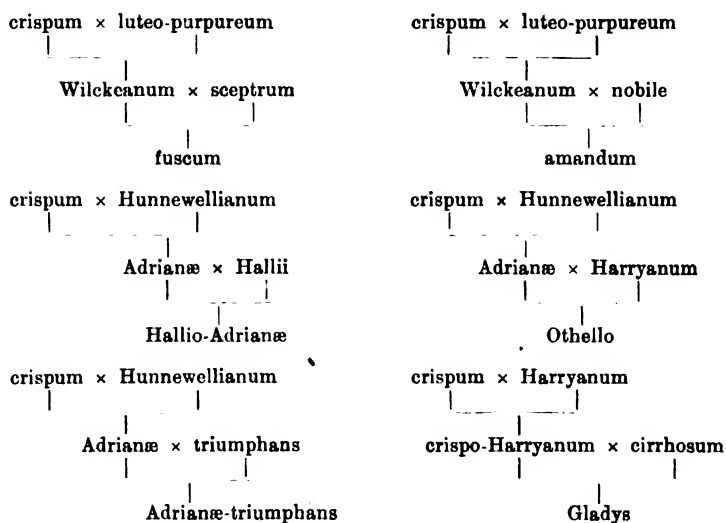 crispum × luteo-purpureum
Wilckeanum × sceptrum
fuscum
crispum × luteo-purpureum
Wilckeanum × nobile
amandum
crispum × Hunnewellianum
Adrianæ × Hallii
Hallio-Adrianæ
crispum × Hunnewellianum
Adrianæ × Harryanum
Othello
crispum × Hunnewellianum
Adrianæ × triumphans
Adrianæ-triumphans
crispum × Harryanum
crispo-Harryanum × cirrhosum
Gladys